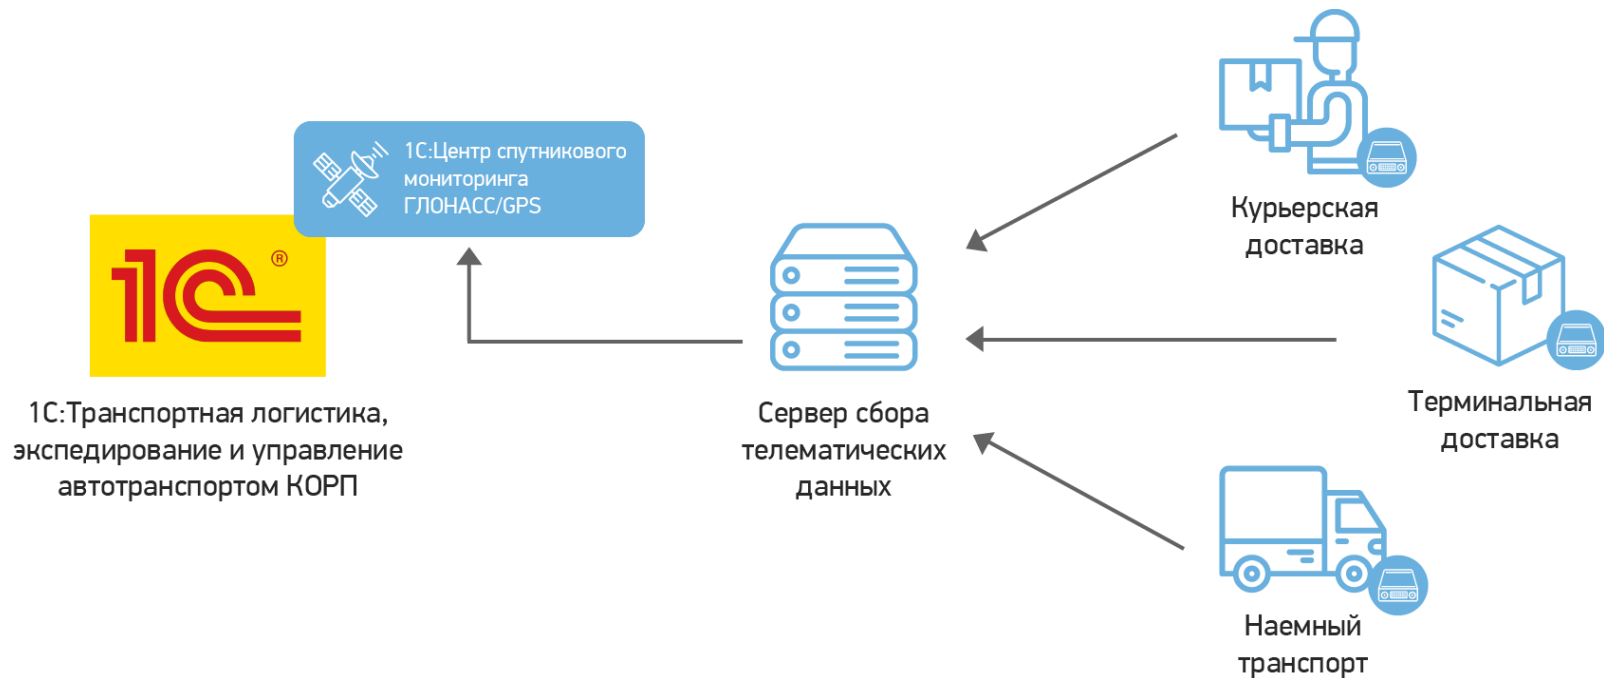 1С:Центр спутникового
мониторинга
ГЛОНАСС/GPS
1С®
1С:Транспортная логистика,
экспедирование и управление
автотранспортом КОРП
Сервер сбора
телематических
данных
Курьерская
доставка
Терминальная
доставка
Наемный
транспорт